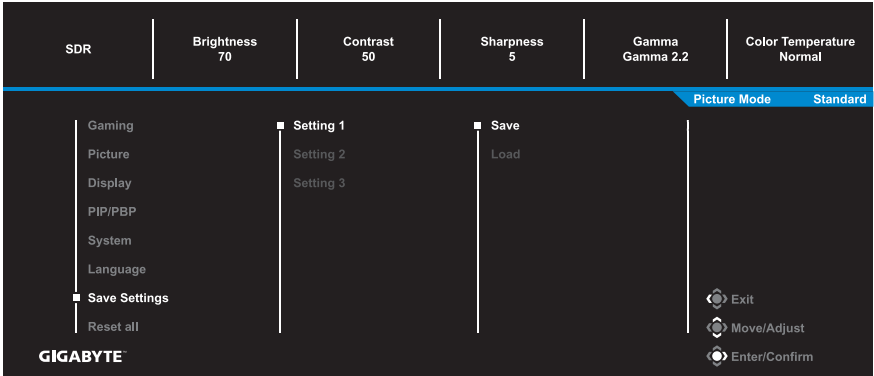 SDR
Brightness
70
Contrast
50
Sharpness
5
Gamma
Gamma 2.2
Color Temperature
Normal
Picture Mode Standard
Gaming
Picture
Display
PIP/PBP
System
Language
Save Settings
Reset all
Setting 1
Setting 2
Setting 3
Save
Load
Exit
Move/Adjust
Enter/Confirm
GIGABYTE™